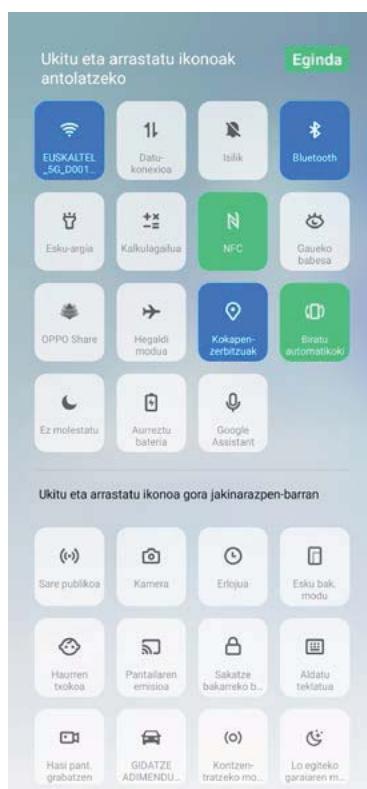 Ukitu eta arrastatu ikonoak
antolatzeko
Eginda
EUSKALTEL
_5G_D001...
Datu-
konexioa
Isilik
Bluetooth
Esku-argia
Kalkulagailua
NFC
Gaueko
babesa
OPPO Share
Hegaldi
modua
Kokapen-
zerbitzuak
Biratu
automatikoki
Ez molestatu
Aurreztu
bateria
Google
Assistant
Ukitu eta arrastatu ikonoa gora jakinarazpen-barran
Sare publikoa
Kamera
Erlojua
Esku bak.
modu
Haurren
txokoa
Pantailaren
emisioa
Sakatze
bakarreko b...
Aldatu
teklatua
Hasi pant.
grabatzen
GIDATZE
ADIMENDU...
Kontzen-
tratzeko mo...
Lo egiteko
garaiaren m...